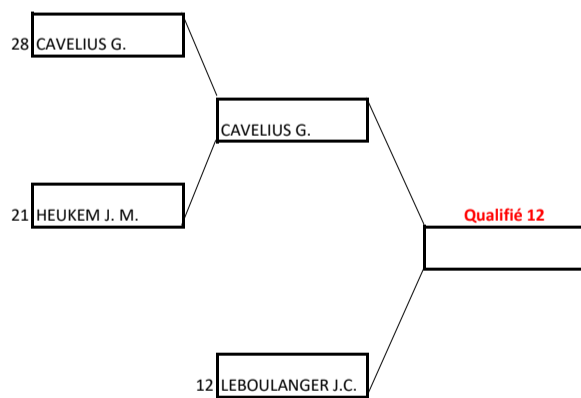 28 CAVELIUS G.
CAVELIUS G.
21 HEUKEM J. M.
Qualifié 12
12 LEBOULANGER J.C.